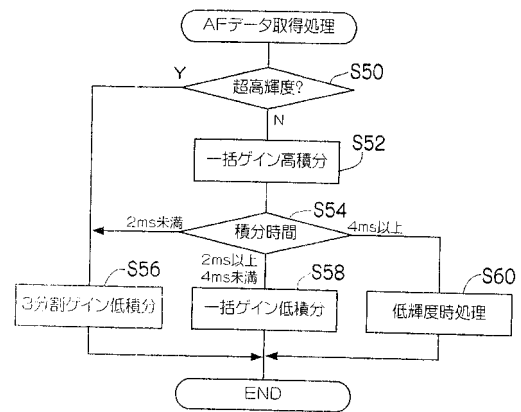 AFデータ取得処理
S50
超高輝度?
Y
N
S52
一括ゲイン高積分
S54
積分時間
2ms未満
4ms以上
2ms以上
4ms未満
S56
3分割ゲイン低積分
S58
一括ゲイン低積分
S60
低輝度時処理
END